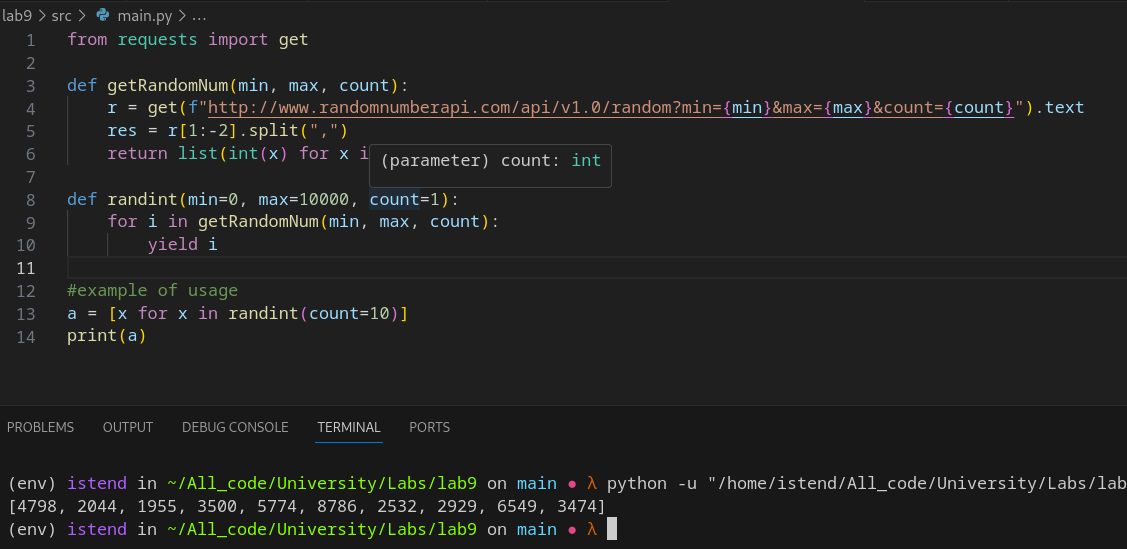 lab9 > src > main.py > ...
1 from requests import get
2
3 def getRandomNum(min, max, count):
4     r = get(f"http://www.randomnumberapi.com/api/v1.0/random?min={min}&max={max}&count={count}").text
5     res = r[1:-2].split(",")
6     return list(int(x) for x i
(parameter) count: int
7
8 def randint(min=0, max=10000, count=1):
9     for i in getRandomNum(min, max, count):
10         yield i
11
12 #example of usage
13 a = [x for x in randint(count=10)]
14 print(a)
PROBLEMS OUTPUT DEBUG CONSOLE TERMINAL PORTS
(env) istend in ~/All_code/University/Labs/lab9 on main ● λ python -u "/home/istend/All_code/University/Labs/lab
[4798, 2044, 1955, 3500, 5774, 8786, 2532, 2929, 6549, 3474]
(env) istend in ~/All_code/University/Labs/lab9 on main ● λ